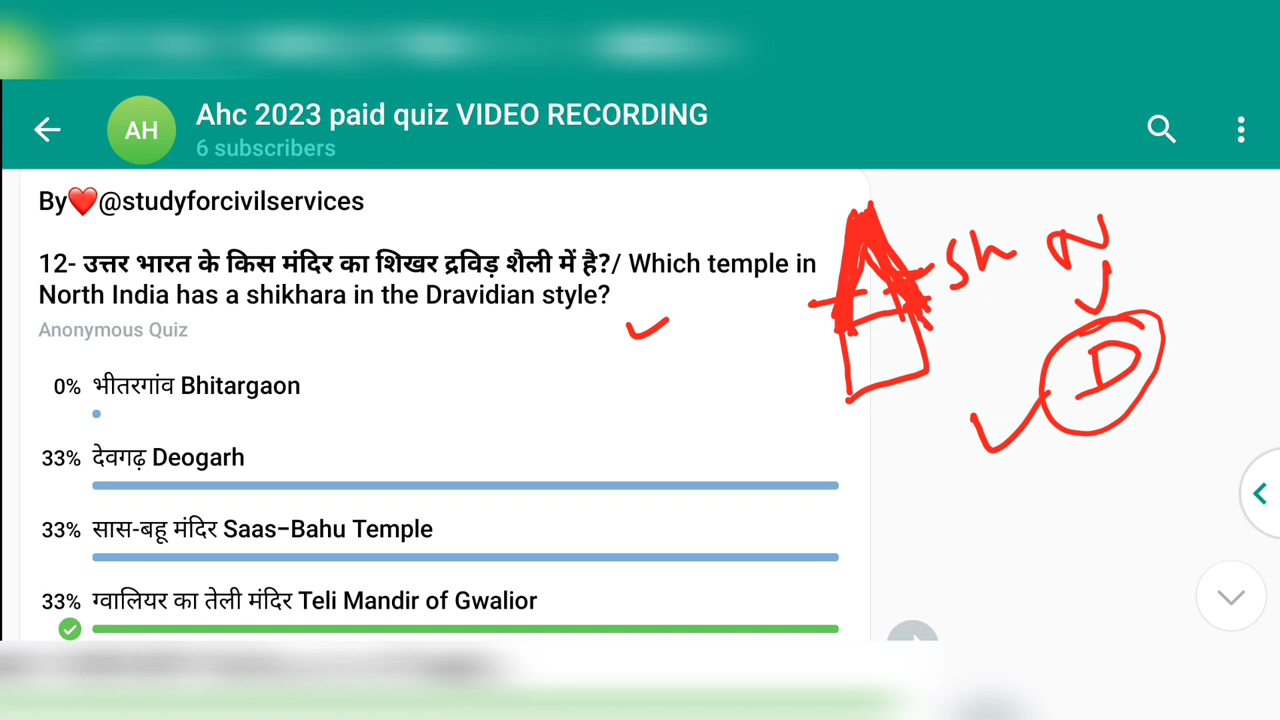 AH
Ahc 2023 paid quiz VIDEO RECORDING
6 subscribers
By❤️@studyforcivilservices
12- उत्तर भारत के किस मंदिर का शिखर द्रविड़ शैली में है?/ Which temple in
North India has a shikhara in the Dravidian style?
Anonymous Quiz
0% भीतरगांव Bhitargaon
33% देवगढ़ Deogarh
33% सास-बहू मंदिर Saas–Bahu Temple
33% ग्वालियर का तेली मंदिर Teli Mandir of Gwalior
Sh N
D